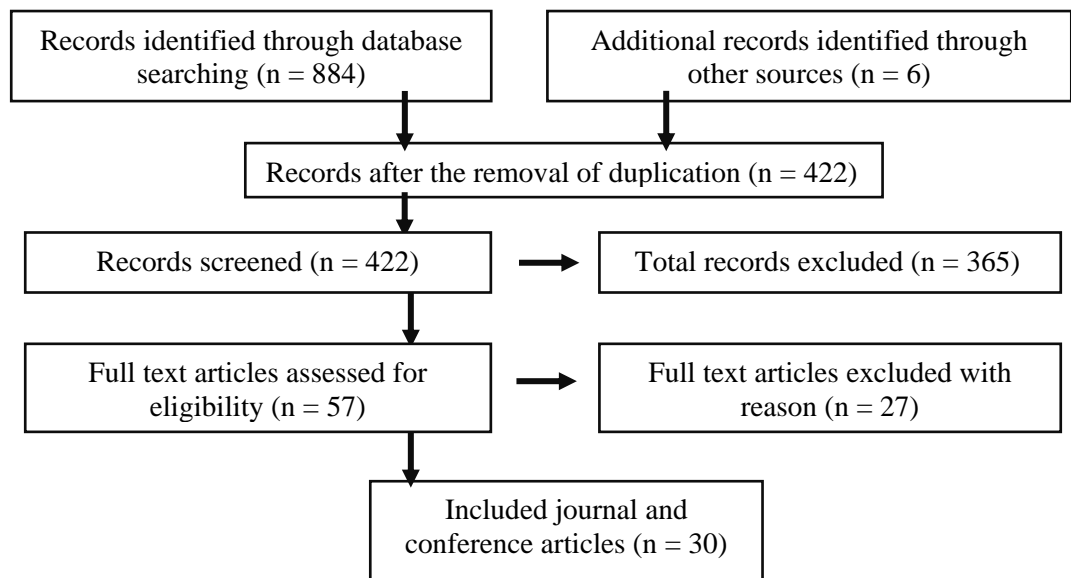 Records identified through database
searching (n = 884)
Additional records identified through
other sources (n = 6)
Records after the removal of duplication (n = 422)
Records screened (n = 422)
Total records excluded (n = 365)
Full text articles assessed for
eligibility (n = 57)
Full text articles excluded with
reason (n = 27)
Included journal and
conference articles (n = 30)